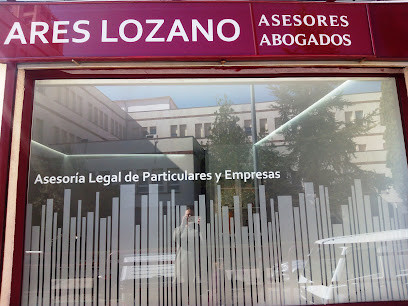 ARES LOZANO
ASESORES
ABOGADOS
Asesoría Legal de Particulares y Empresas